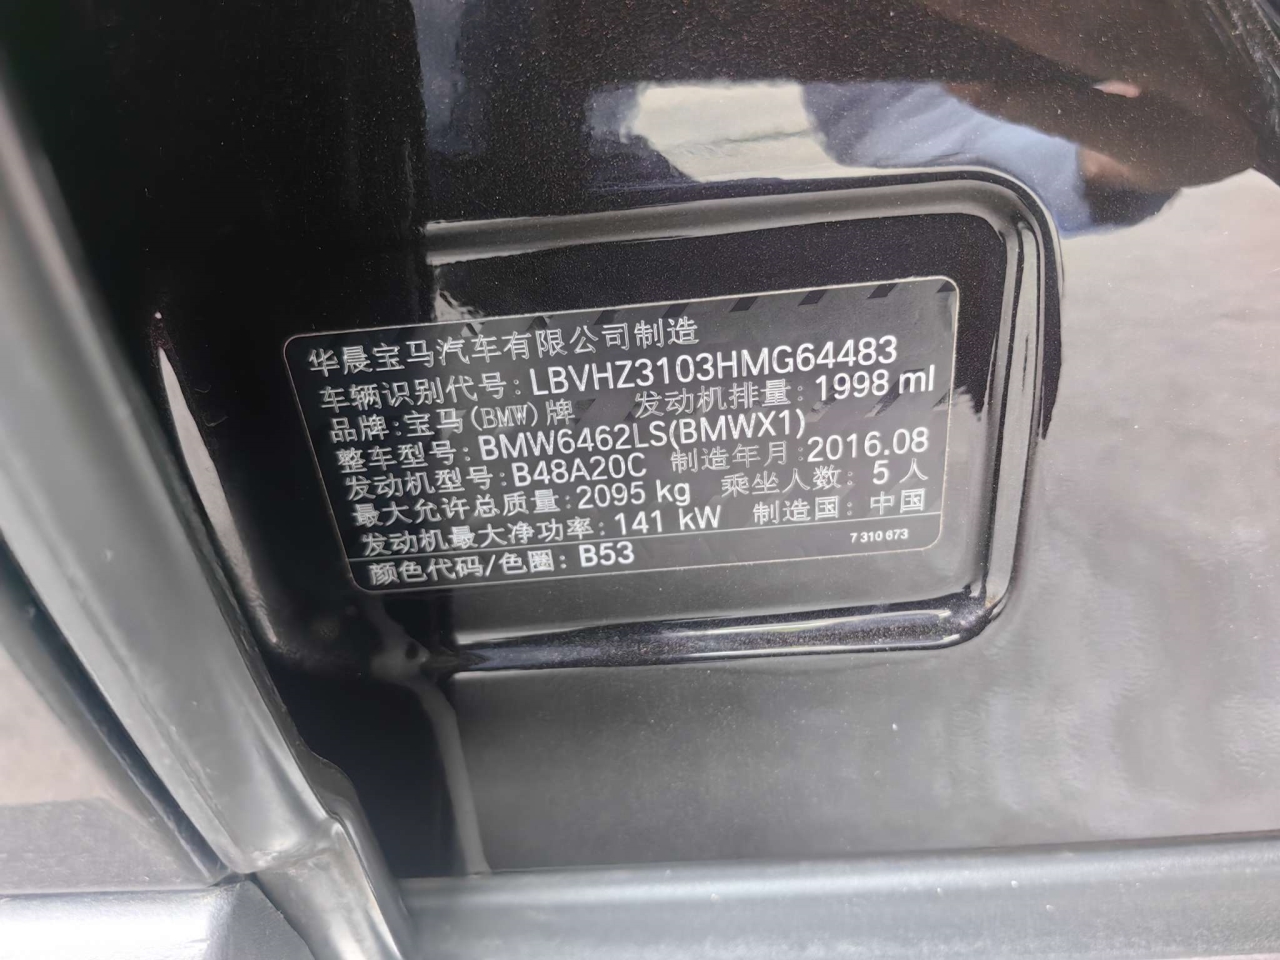 华晨宝马汽车有限公司制造
车辆识别代号: LBVHZ3103HMG64483
品牌: 宝马(BMW)牌 发动机排量: 1998 ml
整车型号: BMW6462LS(BMWX1)
发动机型号: B48A20C 制造年月: 2016.08
最大允许总质量: 2095 kg 乘坐人数: 5 人
发动机最大净功率: 141 kW 制造国: 中国
颜色代码/色圈: B53 7 310 673